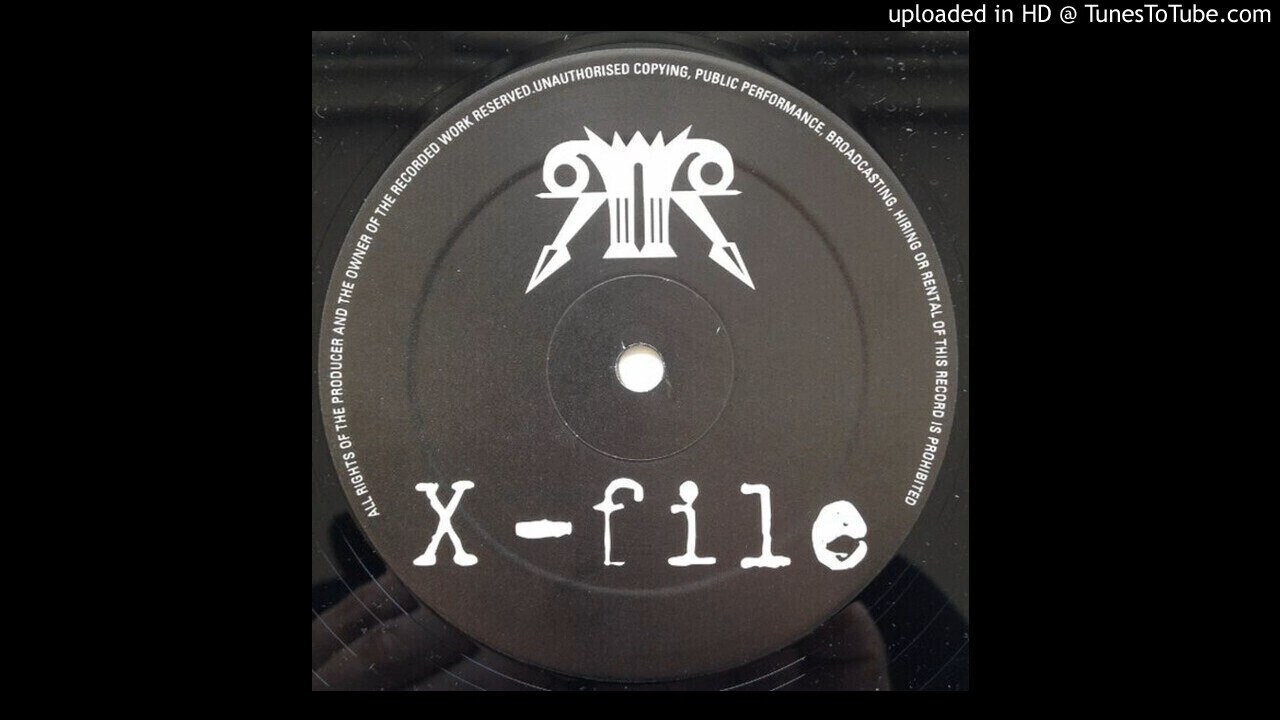 uploaded in HD @ TunesToTube.com
ALL RIGHTS OF THE PRODUCER AND THE OWNER OF THE RECORDED WORK RESERVED.UNAUTHORISED COPYING, PUBLIC PERFORMANCE, BROADCASTING, HIRING OR RENTAL OF THIS RECORD IS PROHIBITED
X-file